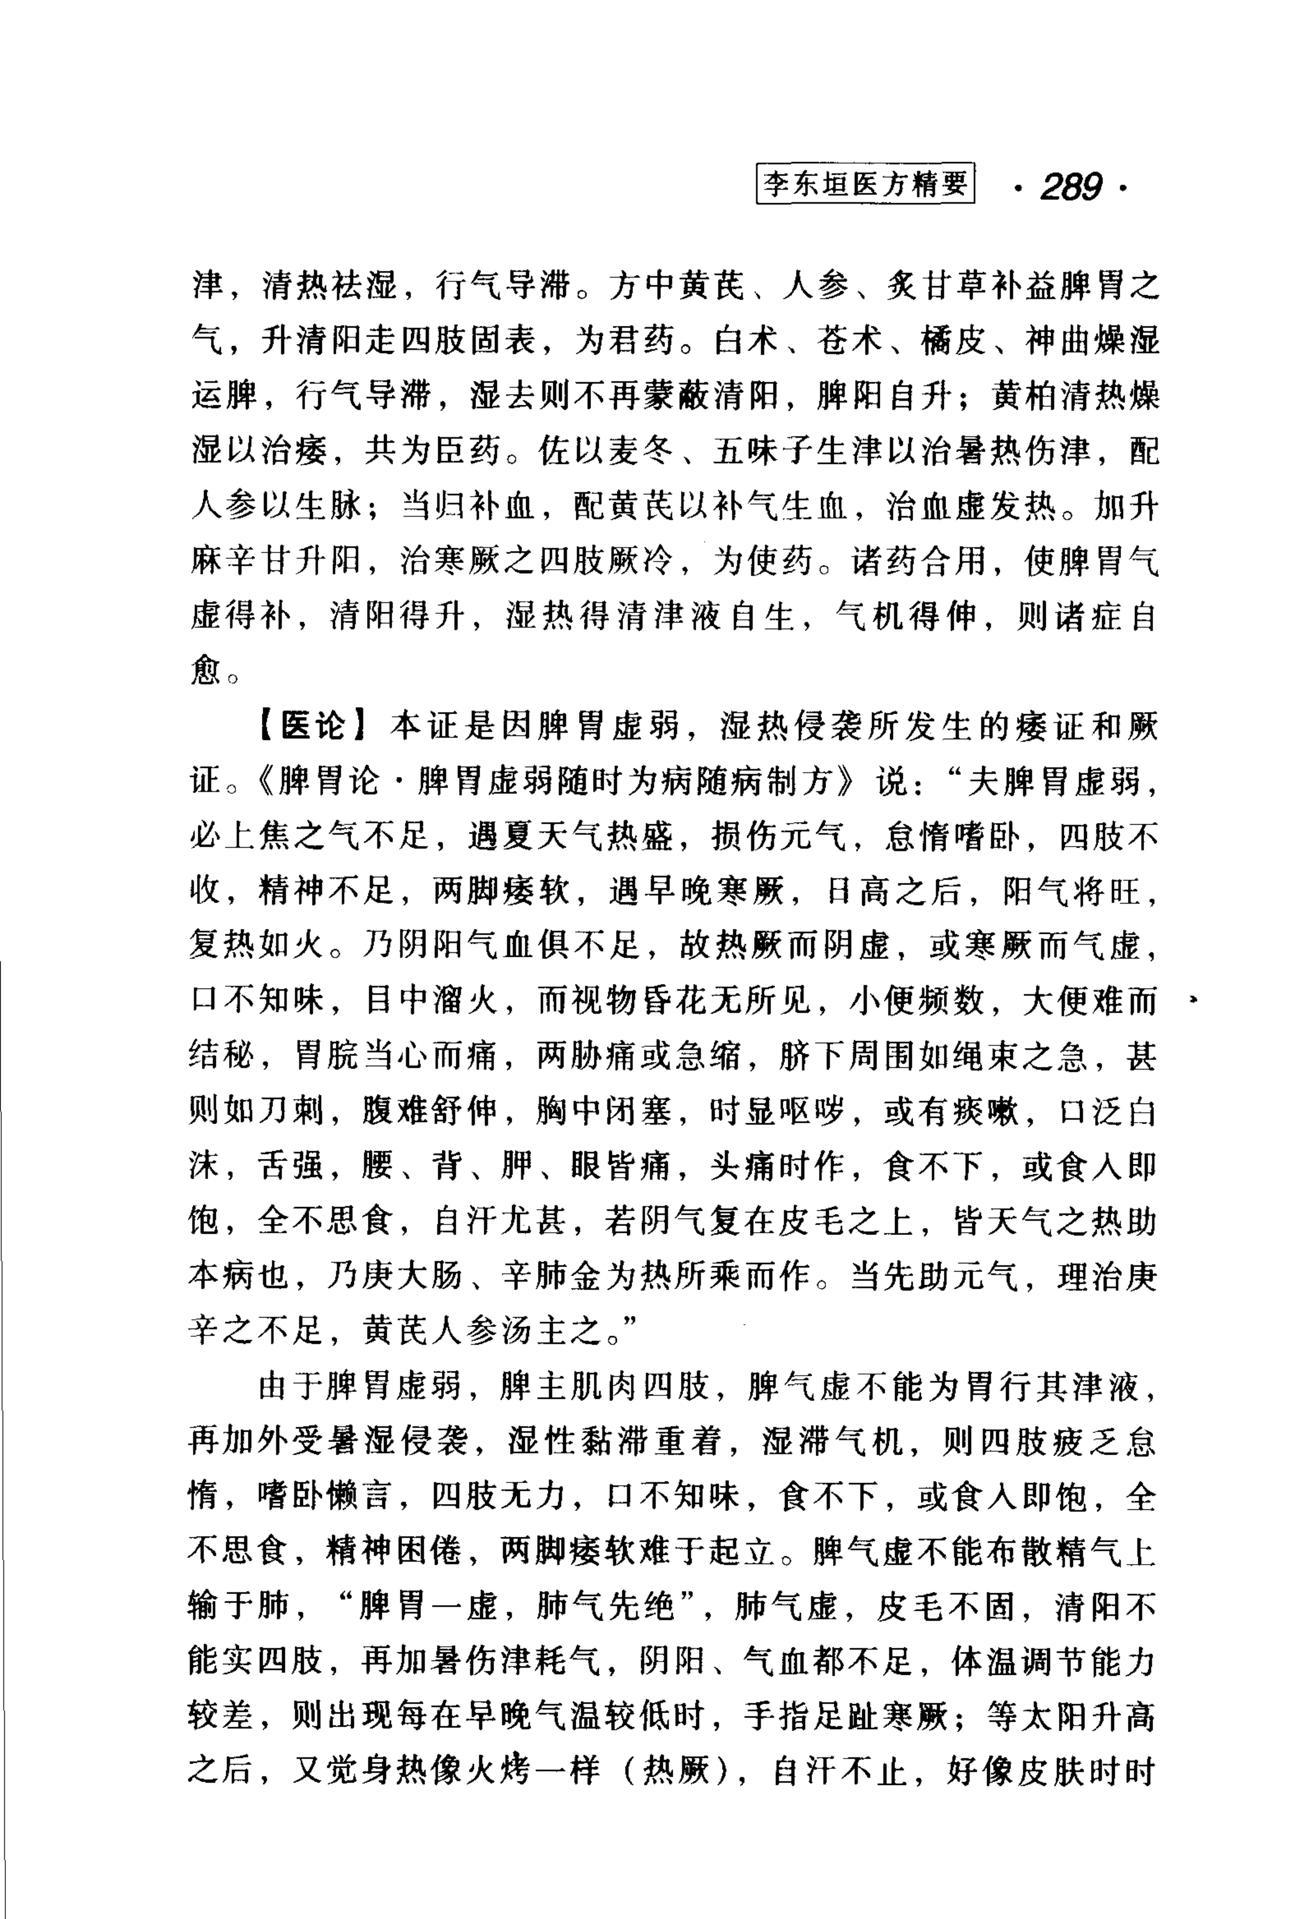 李东垣医方精要 · 289 ·
津，清热祛湿，行气导滞。方中黄芪、人参、炙甘草补益脾胃之
气，升清阳走四肢固表，为君药。白术、苍术、橘皮、神曲燥湿
运脾，行气导滞，湿去则不再蒙蔽清阳，脾阳自升；黄柏清热燥
湿以治痿，共为臣药。佐以麦冬、五味子生津以治暑热伤津，配
人参以生脉；当归补血，配黄芪以补气生血，治血虚发热。加升
麻辛甘升阳，治寒厥之四肢厥冷，为使药。诸药合用，使脾胃气
虚得补，清阳得升，湿热得清津液自生，气机得伸，则诸症自
愈。
【医论】本证是因脾胃虚弱，湿热侵袭所发生的痿证和厥
证。《脾胃论·脾胃虚弱随时为病随病制方》说：“夫脾胃虚弱，
必上焦之气不足，遇夏天气热盛，损伤元气，怠惰嗜卧，四肢不
收，精神不足，两脚痿软，遇早晚寒厥，日高之后，阳气将旺，
复热如火。乃阴阳气血俱不足，故热厥而阴虚，或寒厥而气虚，
口不知味，目中溜火，而视物昏花无所见，小便频数，大便难而
结秘，胃脘当心而痛，两胁痛或急缩，脐下周围如绳束之急，甚
则如刀刺，腹难舒伸，胸中闭塞，时显呕哕，或有痰嗽，口泛白
沫，舌强，腰、背、胛、眼皆痛，头痛时作，食不下，或食入即
饱，全不思食，自汗尤甚，若阴气复在皮毛之上，皆天气之热助
本病也，乃庚大肠、辛肺金为热所乘而作。当先助元气，理治庚
辛之不足，黄芪人参汤主之。”
由于脾胃虚弱，脾主肌肉四肢，脾气虚不能为胃行其津液，
再加外受暑湿侵袭，湿性黏滞重着，湿滞气机，则四肢疲乏怠
惰，嗜卧懒言，四肢无力，口不知味，食不下，或食入即饱，全
不思食，精神困倦，两脚痿软难于起立。脾气虚不能布散精气上
输于肺，“脾胃一虚，肺气先绝”，肺气虚，皮毛不固，清阳不
能实四肢，再加暑伤津耗气，阴阳、气血都不足，体温调节能力
较差，则出现每在早晚气温较低时，手指足趾寒厥；等太阳升高
之后，又觉身热像火烤一样（热厥），自汗不止，好像皮肤时时